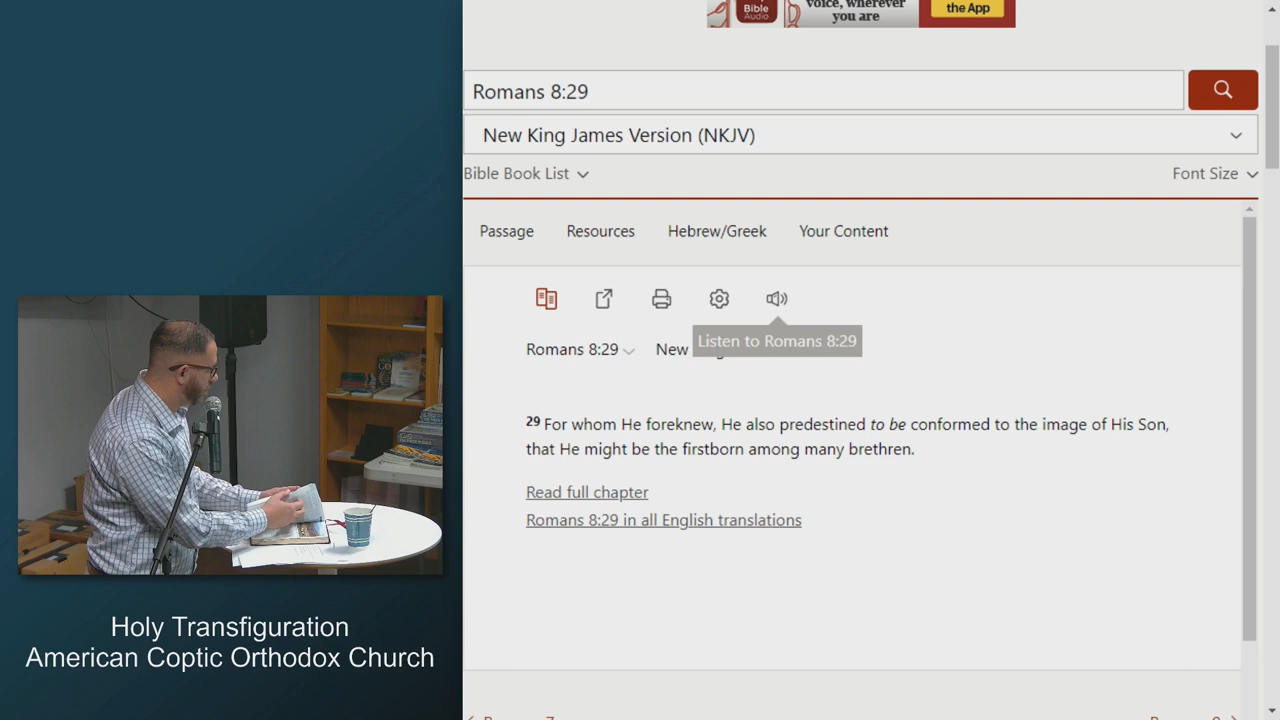 Bible
Audio
voice, wherever
you are
the App
Romans 8:29
New King James Version (NKJV)
Bible Book List
Font Size
Passage
Resources
Hebrew/Greek
Your Content
Listen to Romans 8:29
Romans 8:29
New
29 For whom He foreknew, He also predestined to be conformed to the image of His Son,
that He might be the firstborn among many brethren.
Read full chapter
Romans 8:29 in all English translations
Holy Transfiguration
American Coptic Orthodox Church